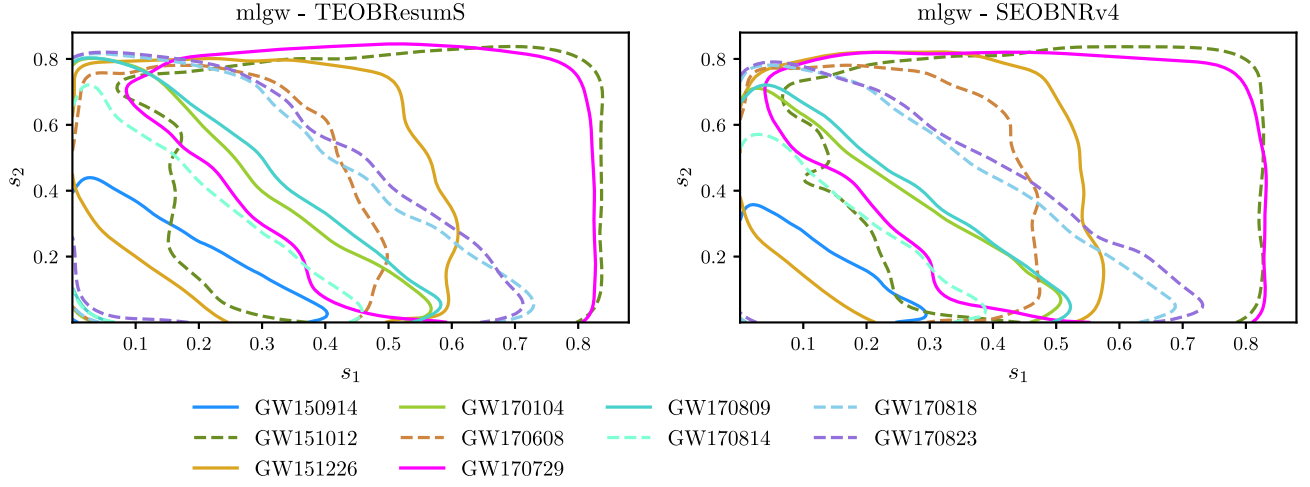 mlgw - TEOBResumS
mlgw - SEOBNRv4
0.8
0.6
0.4
0.2
s2
0.1 0.2 0.3 0.4 0.5 0.6 0.7 0.8
s1
0.8
0.6
0.4
0.2
s2
0.1 0.2 0.3 0.4 0.5 0.6 0.7 0.8
s1
GW150914 GW170104 GW170809 GW170818
GW151012 GW170608 GW170814 GW170823
GW151226 GW170729